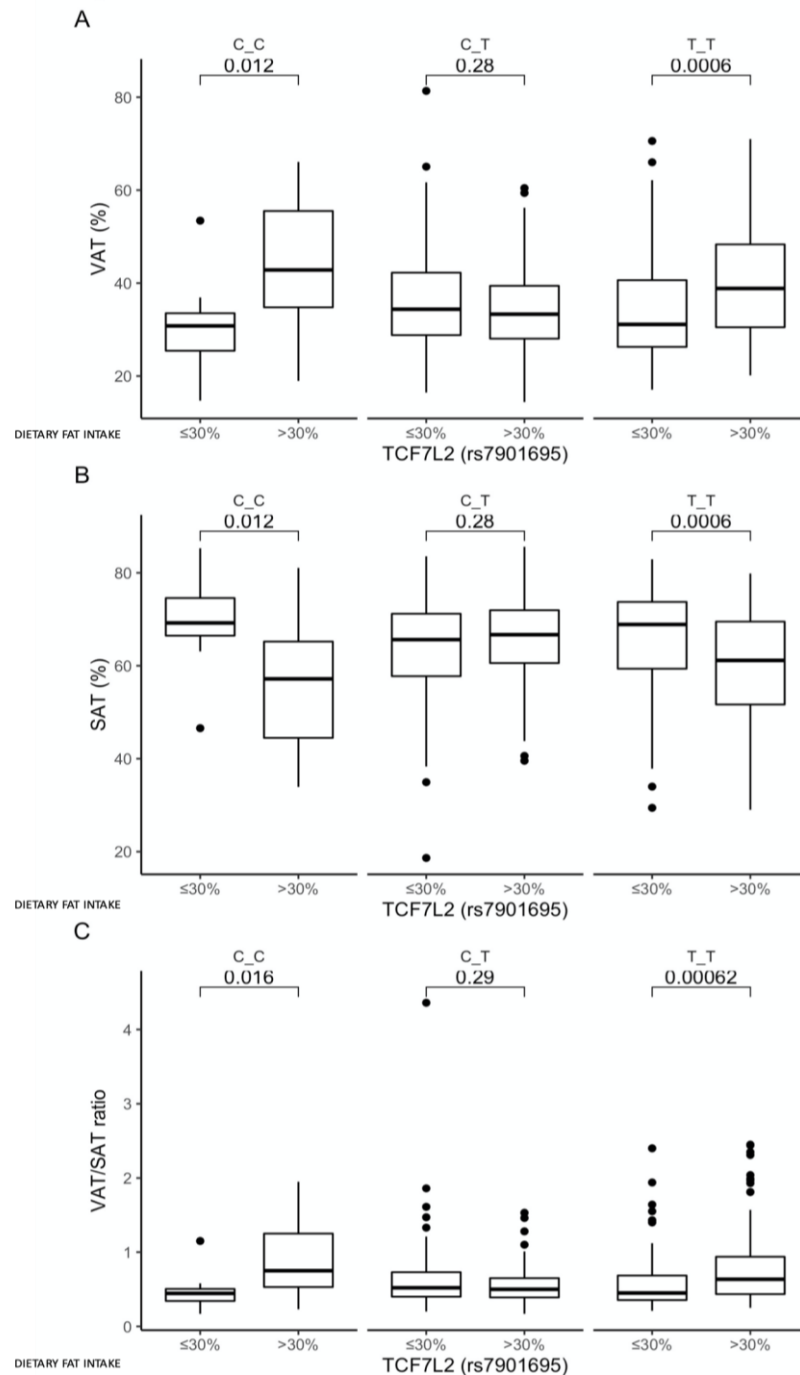 A
C_C C_T T_T
0.012 0.28 0.0006
80
60
40
20
VAT (%)
≤30% >30% ≤30% >30% ≤30% >30%
DIETARY FAT INTAKE
TCF7L2 (rs7901695)
B
C_C C_T T_T
0.012 0.28 0.0006
80
60
40
20
SAT (%)
≤30% >30% ≤30% >30% ≤30% >30%
DIETARY FAT INTAKE
TCF7L2 (rs7901695)
C
C_C C_T T_T
0.016 0.29 0.00062
4
3
2
1
0
VAT/SAT ratio
≤30% >30% ≤30% >30% ≤30% >30%
DIETARY FAT INTAKE
TCF7L2 (rs7901695)